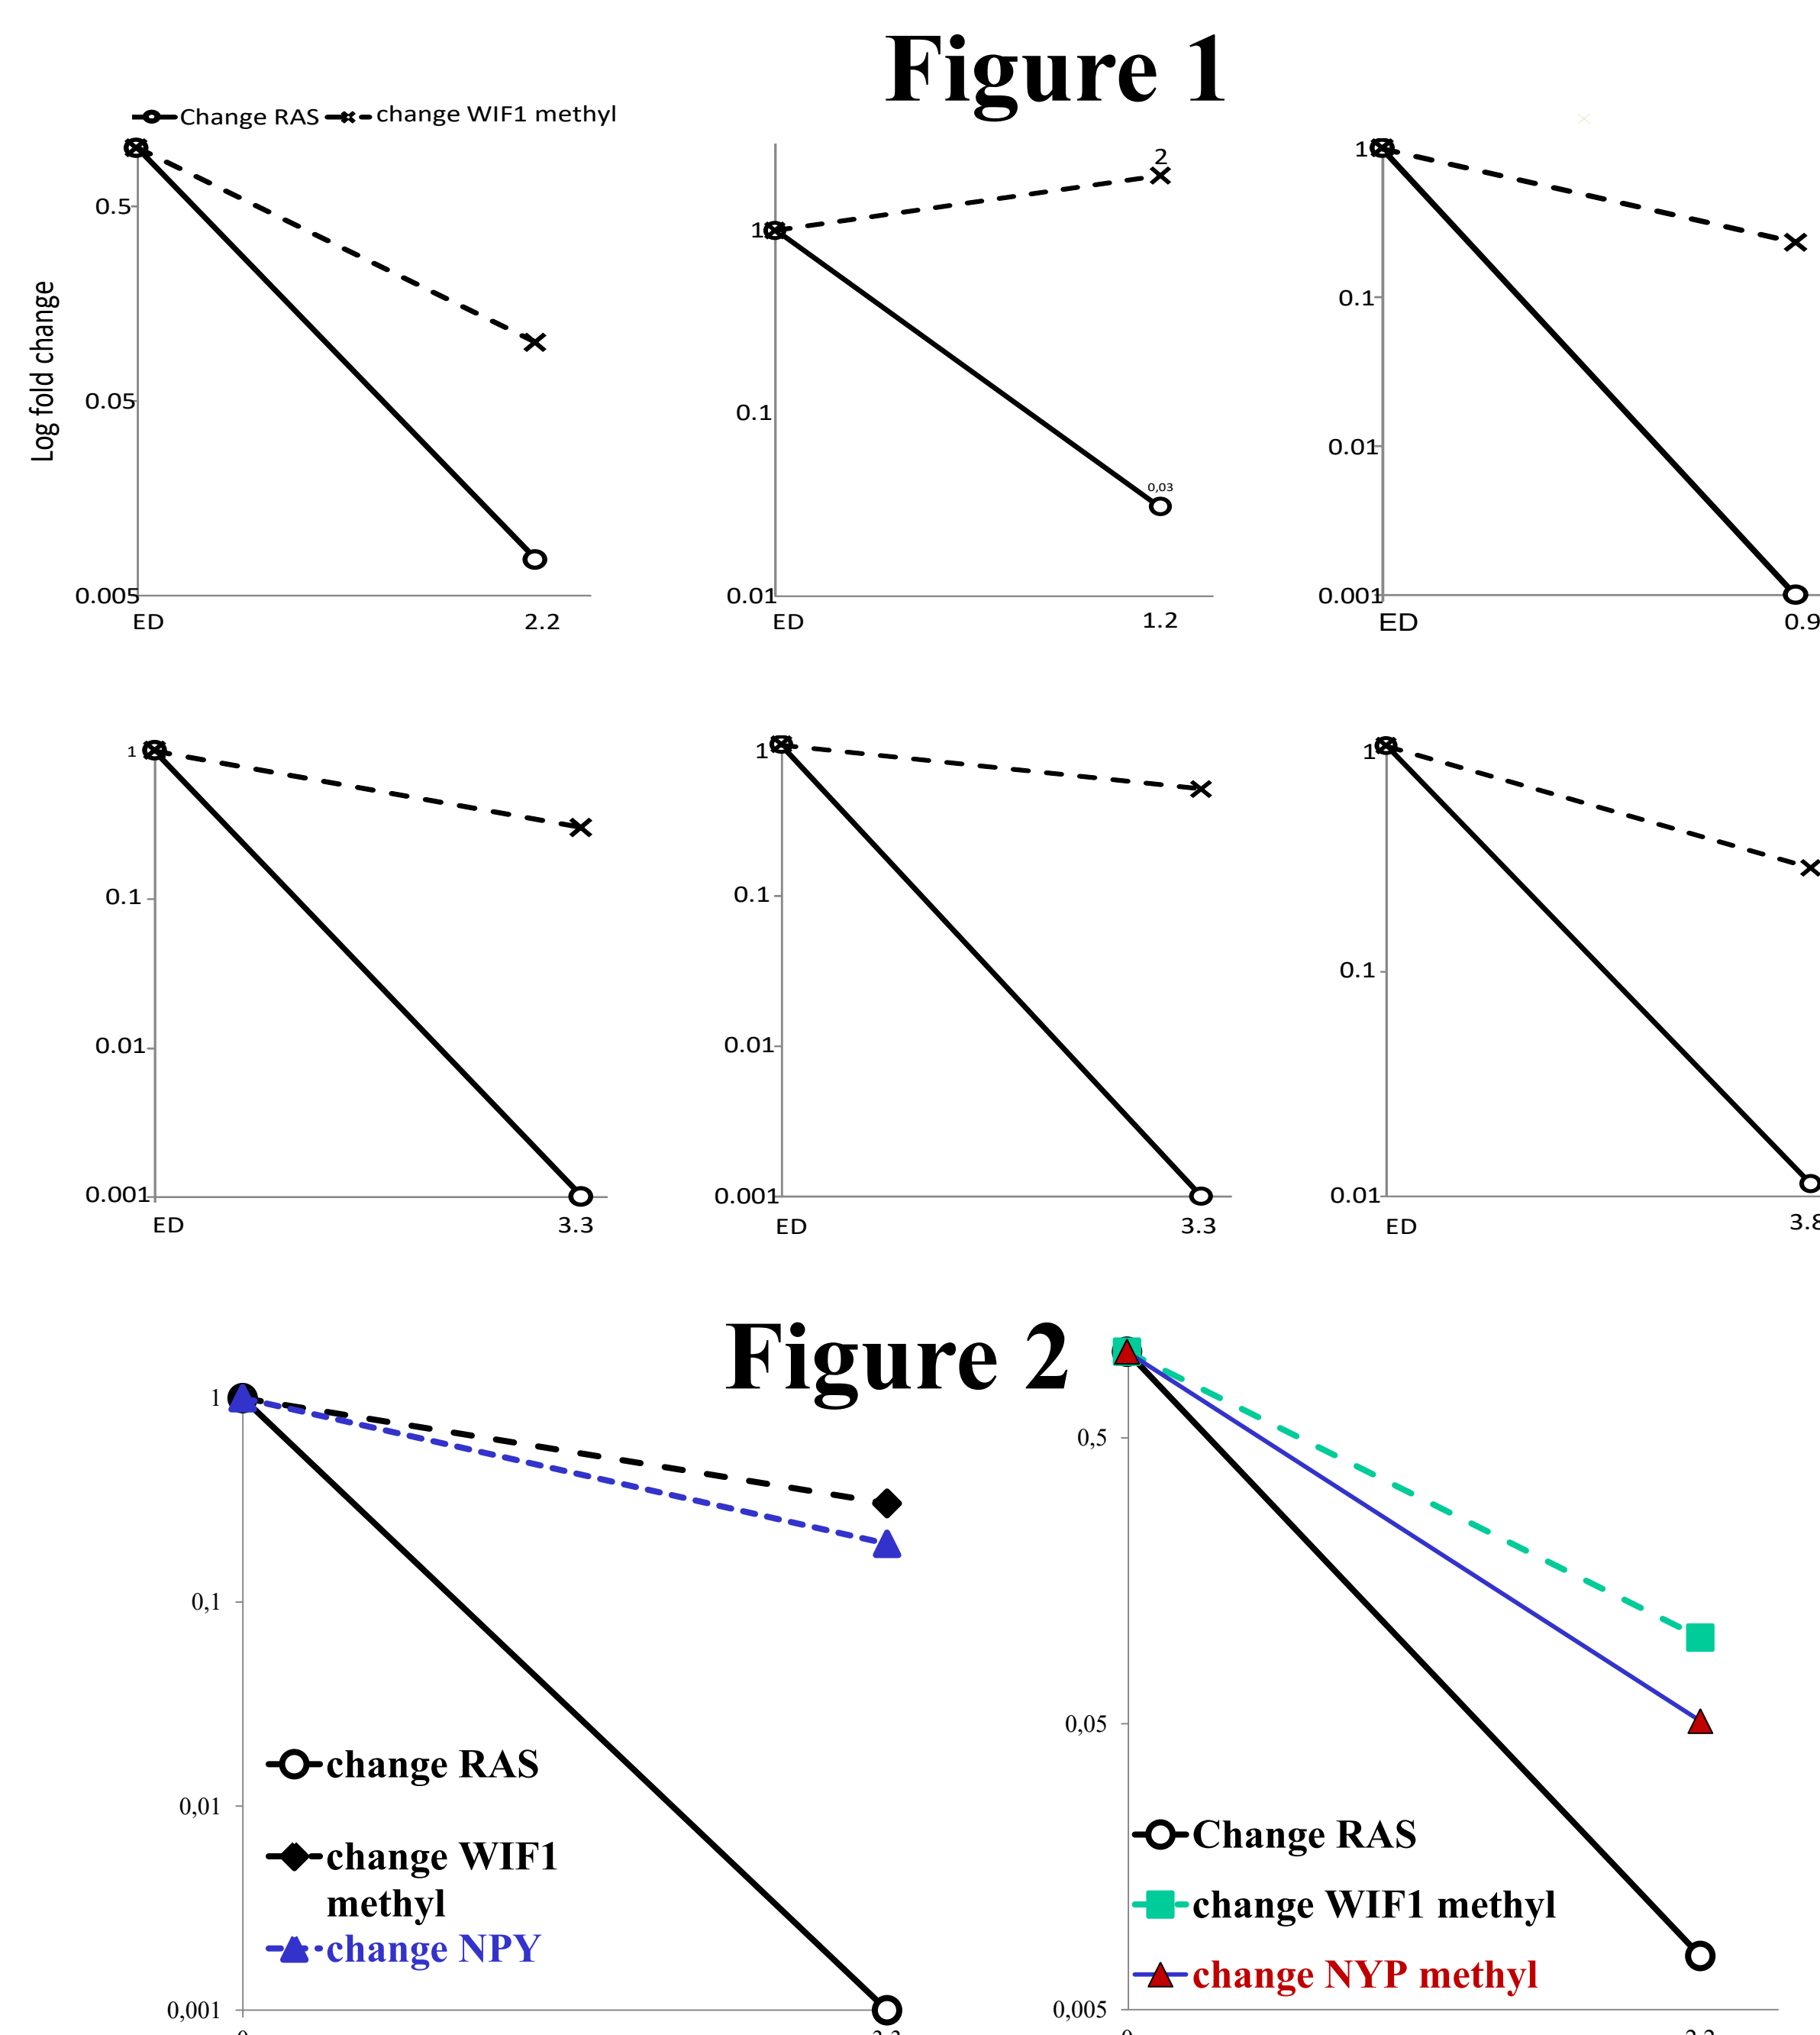 Figure 1
Change RAS change WIF1 methyl
Log fold change
0.5
0.05
0.005
ED 2.2
2
1
0.1
0,03
0.01
ED 1.2
1
0.1
0.01
0.001
ED 0.9
1
0.1
0.01
0.001
ED 3.3
1
0.1
0.01
0.001
ED 3.3
1
0.1
0.01
ED 3.8
Figure 2
1
0,1
0,01
0,001
change RAS
change WIF1
methyl
change NPY
0,5
0,05
0,005
Change RAS
change WIF1 methyl
change NYP methyl